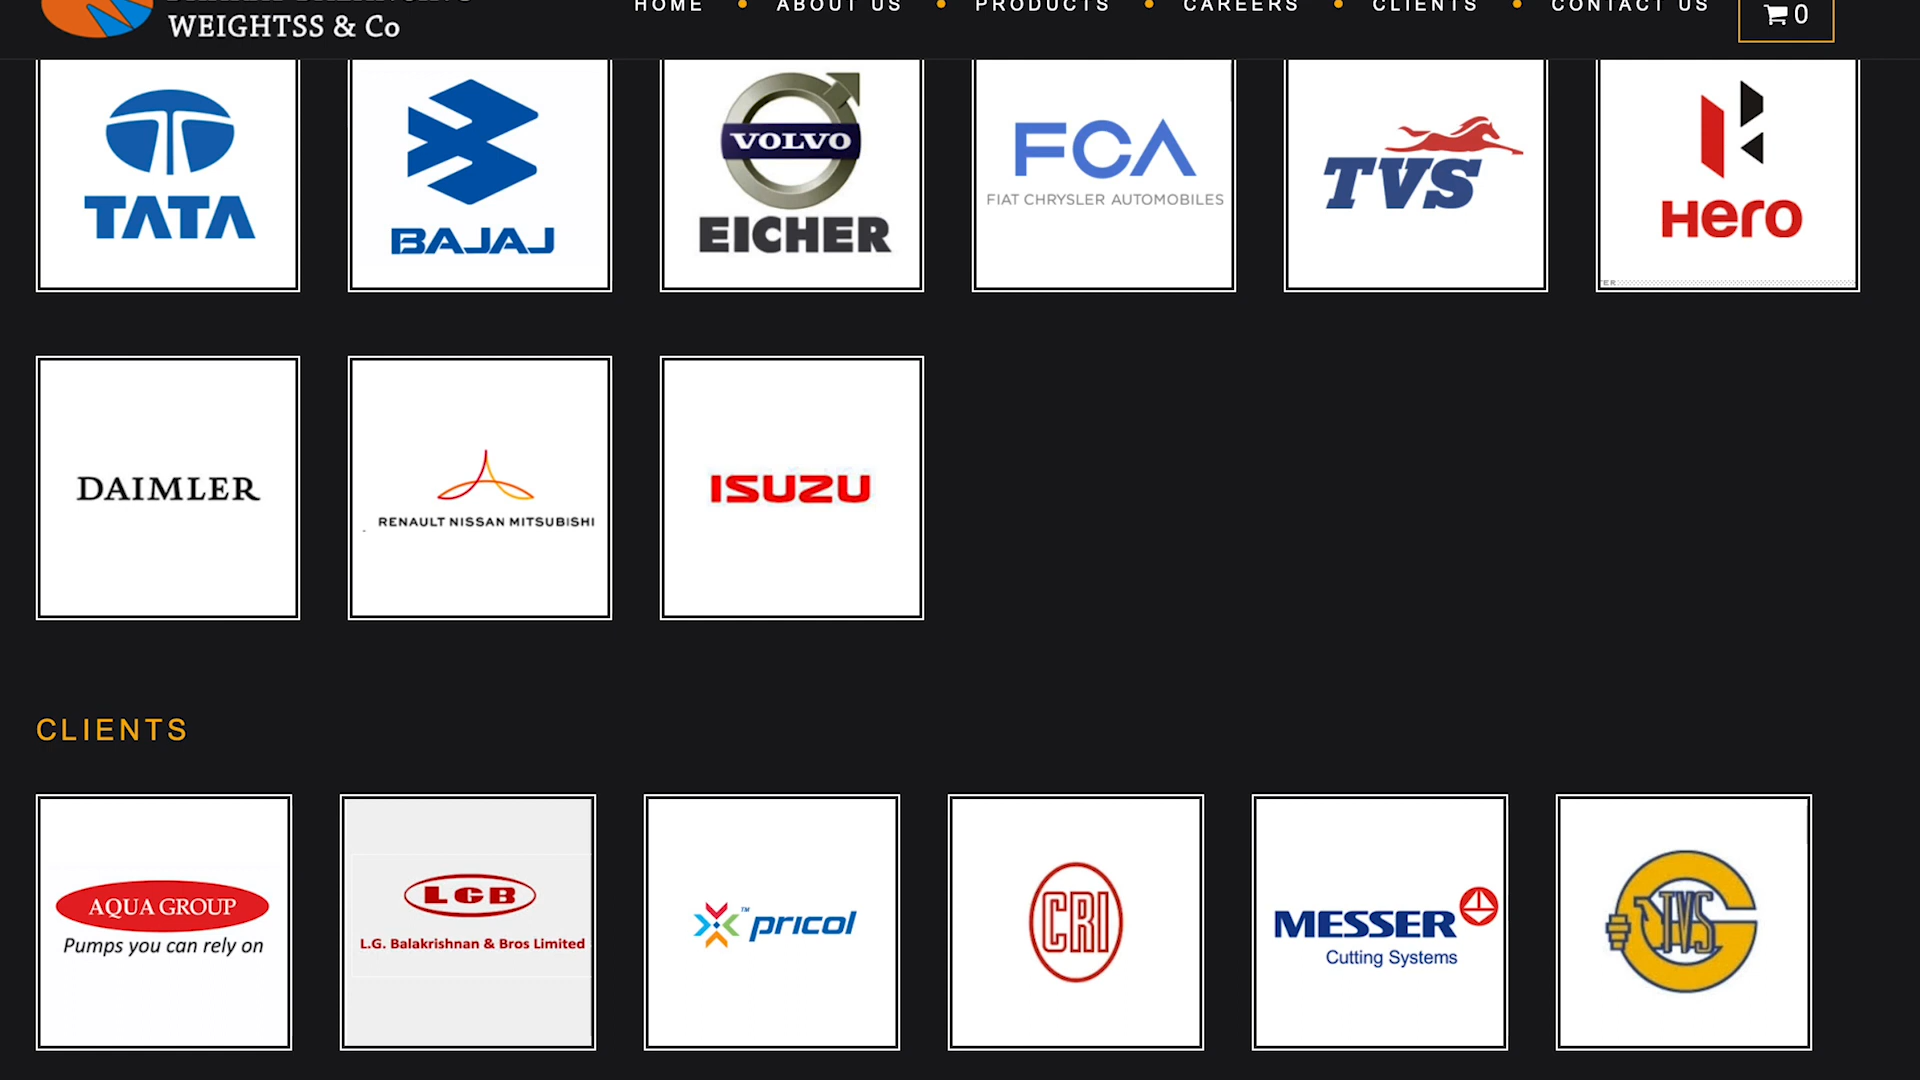 WEIGHTSS & Co
HOME
ABOUT US
PRODUCTS
CAREERS
CLIENTS
CONTACT US
0
TATA
BAJAJ
VOLVO
EICHER
FCA
FIAT CHRYSLER AUTOMOBILES
TVS
Hero
DAIMLER
RENAULT NISSAN MITSUBISHI
ISUZU
CLIENTS
AQUA GROUP
Pumps you can rely on
LGB
L.G. Balakrishnan & Bros Limited
pricol
TM
CRI
MESSER
Cutting Systems
TVS